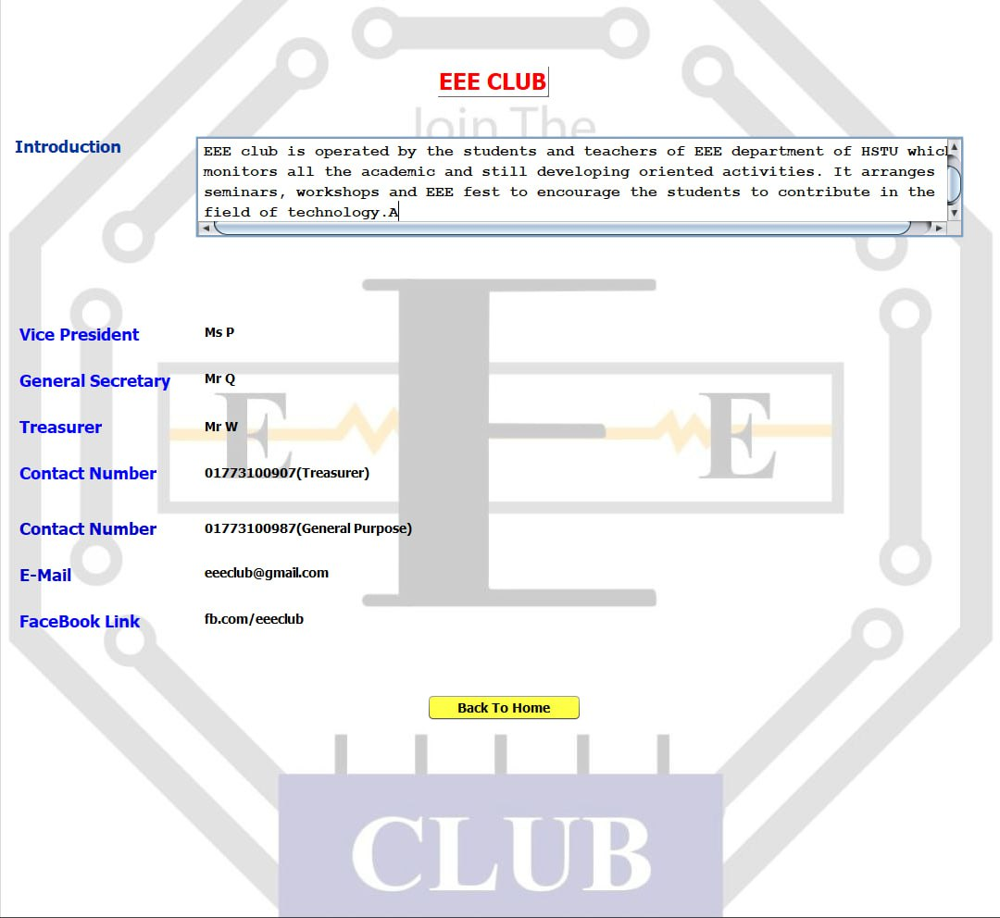 EEE CLUB
Join The
Introduction
EEE club is operated by the students and teachers of EEE department of HSTU which
monitors all the academic and still developing oriented activities. It arranges
seminars, workshops and EEE fest to encourage the students to contribute in the
field of technology.A
Vice President Ms P
General Secretary Mr Q
E E E
Treasurer Mr W
Contact Number 01773100907(Treasurer)
Contact Number 01773100987(General Purpose)
E-Mail eeeclub@gmail.com
FaceBook Link fb.com/eeeclub
Back To Home
CLUB